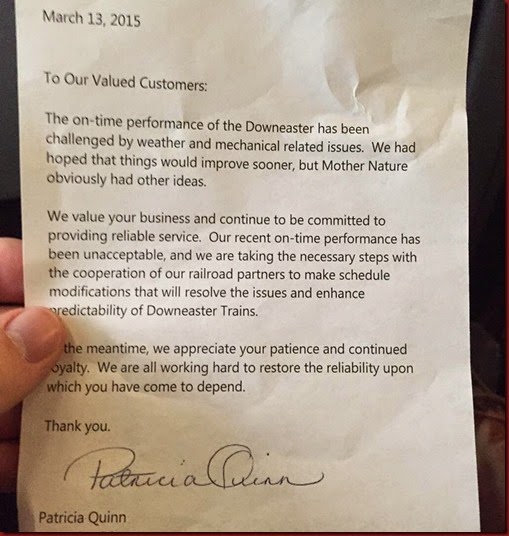 March 13, 2015
To Our Valued Customers:
The on-time performance of the Downeaster has been
challenged by weather and mechanical related issues.  We had
hoped that things would improve sooner, but Mother Nature
obviously had other ideas.
We value your business and continue to be committed to
providing reliable service.  Our recent on-time performance has
been unacceptable, and we are taking the necessary steps with
the cooperation of our railroad partners to make schedule
modifications that will resolve the issues and enhance
predictability of Downeaster Trains.
the meantime, we appreciate your patience and continued
loyalty.  We are all working hard to restore the reliability upon
which you have come to depend.
Thank you.
Patricia Quinn
Patricia Quinn